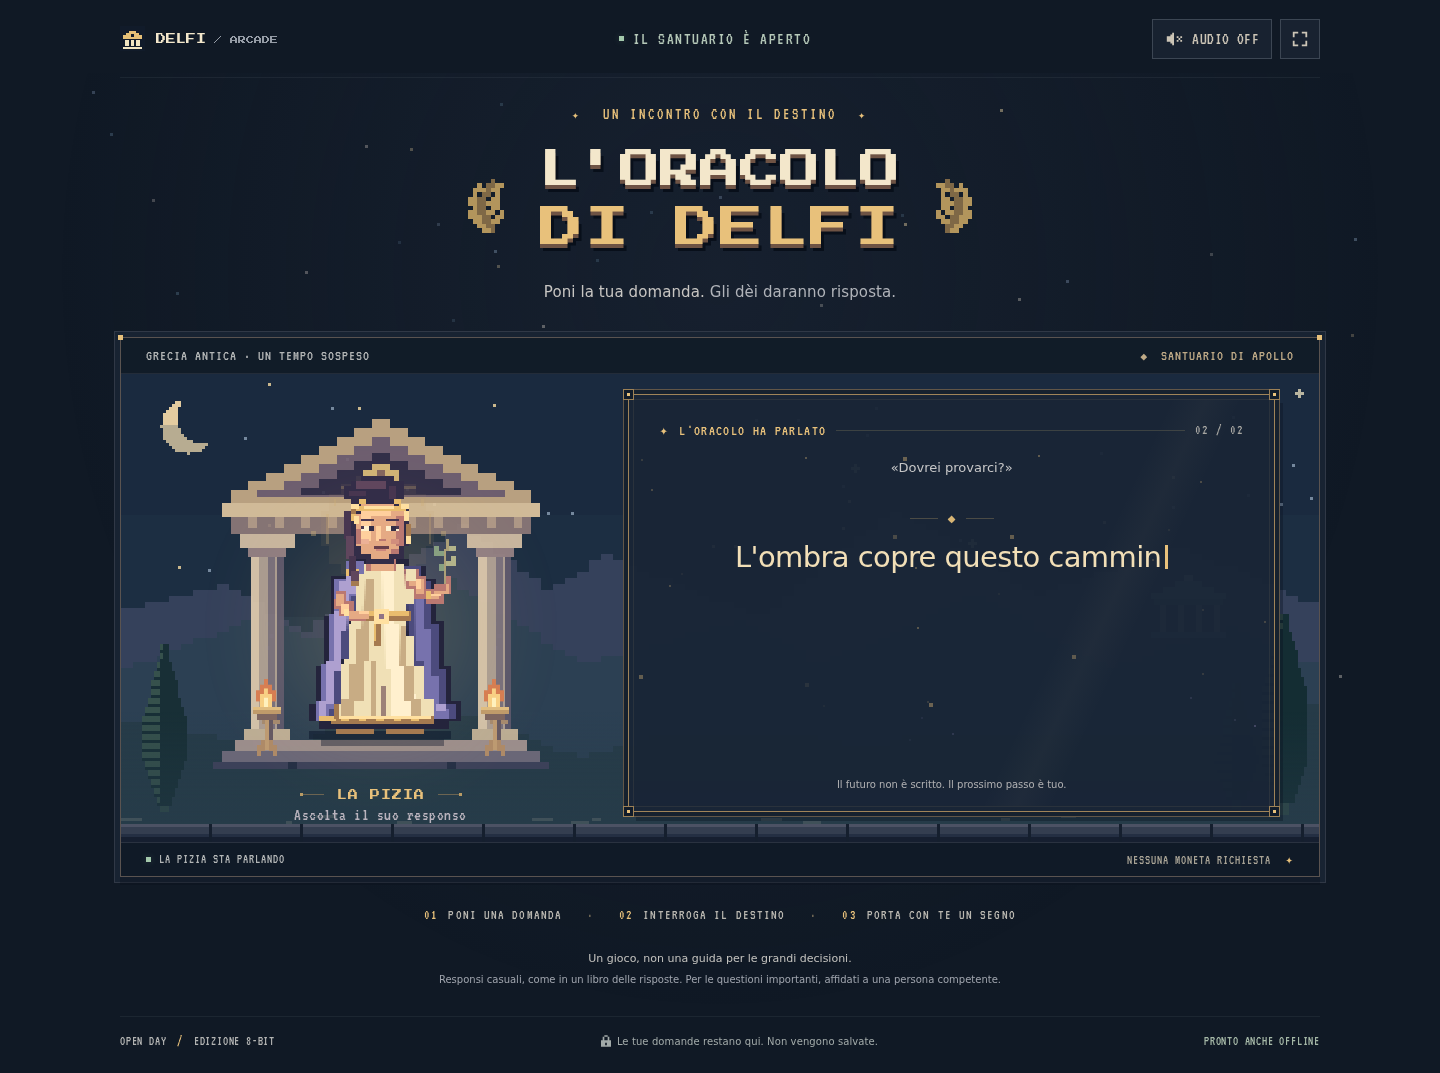 DELFI / ARCADE
IL SANTUARIO È APERTO
AUDIO OFF
UN INCONTRO CON IL DESTINO
L'ORACOLO
DI DELFI
Poni la tua domanda. Gli dèi daranno risposta.
GRECIA ANTICA · UN TEMPO SOSPESO
SANTUARIO DI APOLLO
L'ORACOLO HA PARLATO
02 / 02
«Dovrei provarci?»
L'ombra copre questo cammin
Il futuro non è scritto. Il prossimo passo è tuo.
LA PIZIA
Ascolta il suo responso
LA PIZIA STA PARLANDO
NESSUNA MONETA RICHIESTA
01 PONI UNA DOMANDA · 02 INTERROGA IL DESTINO · 03 PORTA CON TE UN SEGNO
Un gioco, non una guida per le grandi decisioni.
Responsi casuali, come in un libro delle risposte. Per le questioni importanti, affidati a una persona competente.
OPEN DAY / EDIZIONE 8-BIT
Le tue domande restano qui. Non vengono salvate.
PRONTO ANCHE OFFLINE